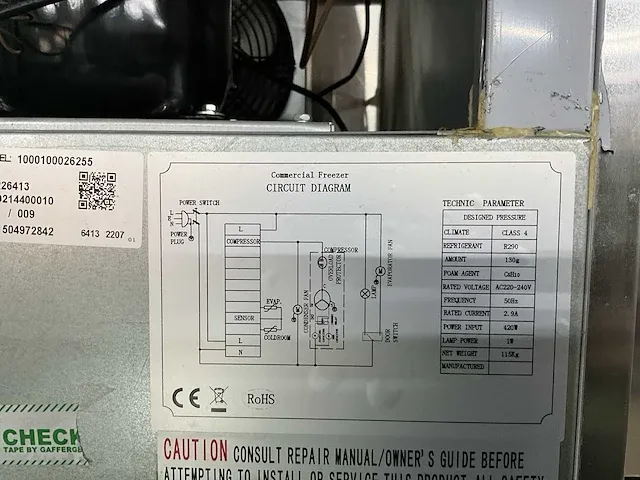 EL: 1000100026255
26413
9214400010
/ 009
504972842
6413 2207 01
Commercial Freezer
CIRCUIT DIAGRAM
POWER SWITCH
L
E
N
POWER
PLUG
L
COMPRESSOR
EVAP.
SENSOR
COLDROOM
L
N
CONDENSER FAN
M
COMPRESSOR
OVERLOAD
PROTECTOR
LAMP
M
EVAPORATOR FAN
DOOR
SWITCH
TECHNIC PARAMETER
DESIGNED PRESSURE
CLIMATE CLASS 4
REFRIGERANT R290
AMOUNT 150g
FOAM AGENT C5H10
RATED VOLTAGE AC220-240V
FREQUENCY 50Hz
RATED CURRENT 2.9A
POWER INPUT 420W
LAMP POWER 1W
NET WEIGHT 115Kg
MANUFACTURED
CE RoHS
CHECK
TAPE BY GAFFERGE
CAUTION CONSULT REPAIR MANUAL/OWNER'S GUIDE BEFORE
ATTEMPTING TO INSTALL OR SERVICE THIS PRODUCT. ALL SAFETY